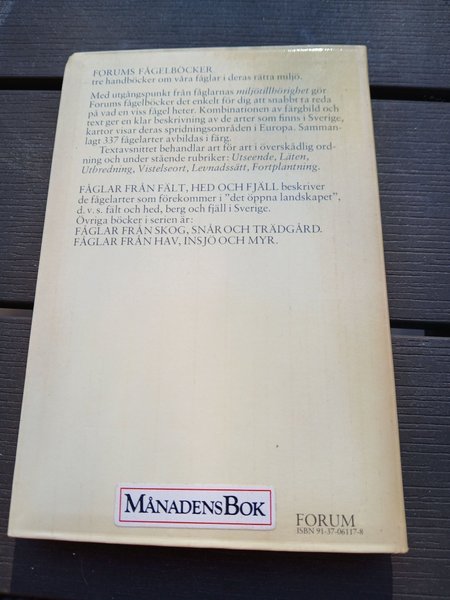 FORUMS FÅGELBÖCKER
tre handböcker om våra fåglar i deras rätta miljö.
Med utgångspunkt från fåglarnas miljötillhörighet gör
Forums fågelböcker det enkelt för dig att snabbt ta reda
på vad en viss fågel heter. Kombinationen av färgbild och
text ger en klar beskrivning av de arter som finns i Sverige,
kartor visar deras spridningsområden i Europa. Samman-
lagt 337 fågelarter avbildas i färg.
Textavsnittet behandlar art för art i överskådlig ord-
ning och under stående rubriker: Utseende, Läten,
Utbredning, Vistelseort, Levnadssätt, Fortplantning.
FÅGLAR FRÅN FÄLT, HED OCH FJÄLL beskriver
de fågelarter som förekommer i "det öppna landskapet",
d.v.s. fält och hed, berg och fjäll i Sverige.
Övriga böcker i serien är:
FÅGLAR FRÅN SKOG, SNÅR OCH TRÄDGÅRD.
FÅGLAR FRÅN HAV, INSJÖ OCH MYR.
MÅNADENSBOK
FORUM
ISBN 91-37-06117-8